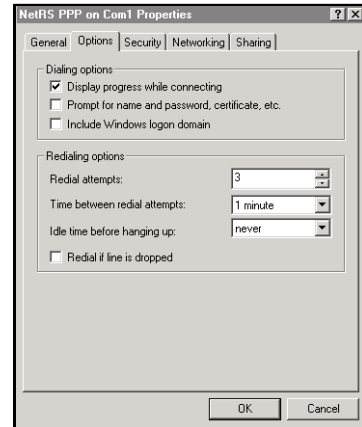 NetRS PPP on Com1 Properties
General Options Security Networking Sharing
Dialing options
Display progress while connecting
Prompt for name and password, certificate, etc.
Include Windows logon domain
Redialing options
Redial attempts: 3
Time between redial attempts: 1 minute
Idle time before hanging up: never
Redial if line is dropped
OK Cancel